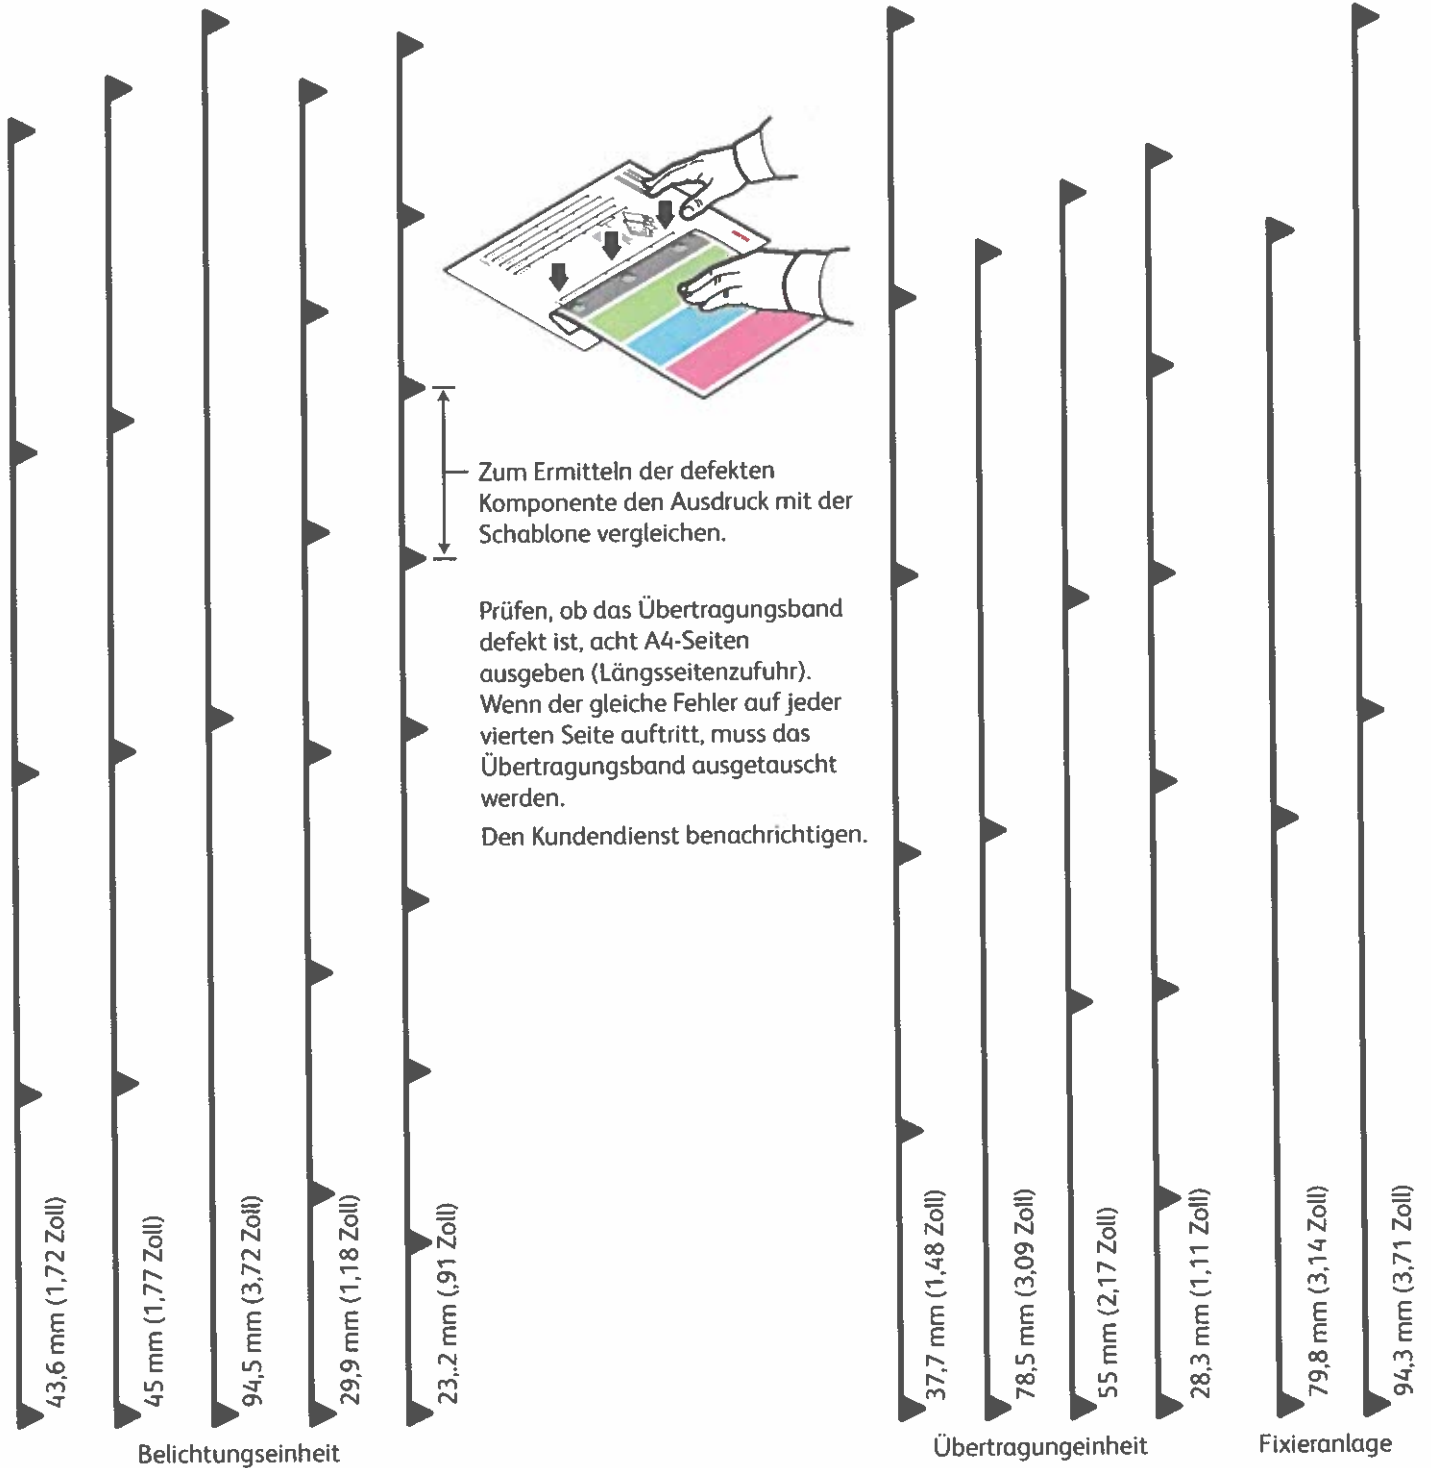 Zum Ermitteln der defekten
Komponente den Ausdruck mit der
Schablone vergleichen.
Prüfen, ob das Übertragungsband
defekt ist, acht A4-Seiten
ausgeben (Längsseitenzufuhr).
Wenn der gleiche Fehler auf jeder
vierten Seite auftritt, muss das
Übertragungsband ausgetauscht
werden.
Den Kundendienst benachrichtigen.
43,6 mm (1,72 Zoll)
45 mm (1,77 Zoll)
94,5 mm (3,72 Zoll)
29,9 mm (1,18 Zoll)
23,.2 mm (,91 Zoll)
37,7 mm (1,48 Zoll)
78,5 mm (3,09 Zoll)
55 mm (2,17 Zoll)
28,3 mm (1,11 Zoll)
79,8 mm (3,14 Zoll)
94,3 mm (3,71 Zoll)
Belichtungseinheit
Übertragungeinheit
Fixieranlage